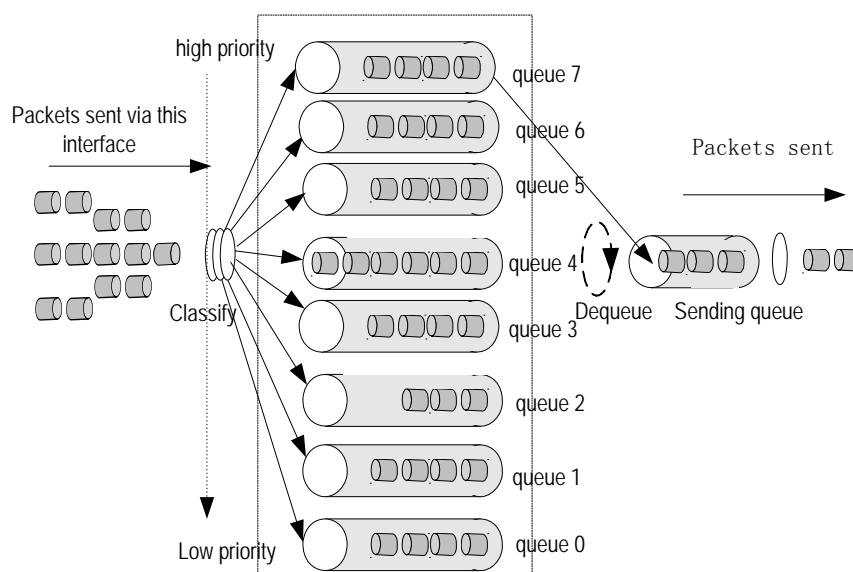 high priority
queue 7
Packets sent via this
interface
queue 6
Packets sent
queue 5
queue 4
Classify
Dequeue
Sending queue
queue 3
queue 2
queue 1
Low priority
queue 0